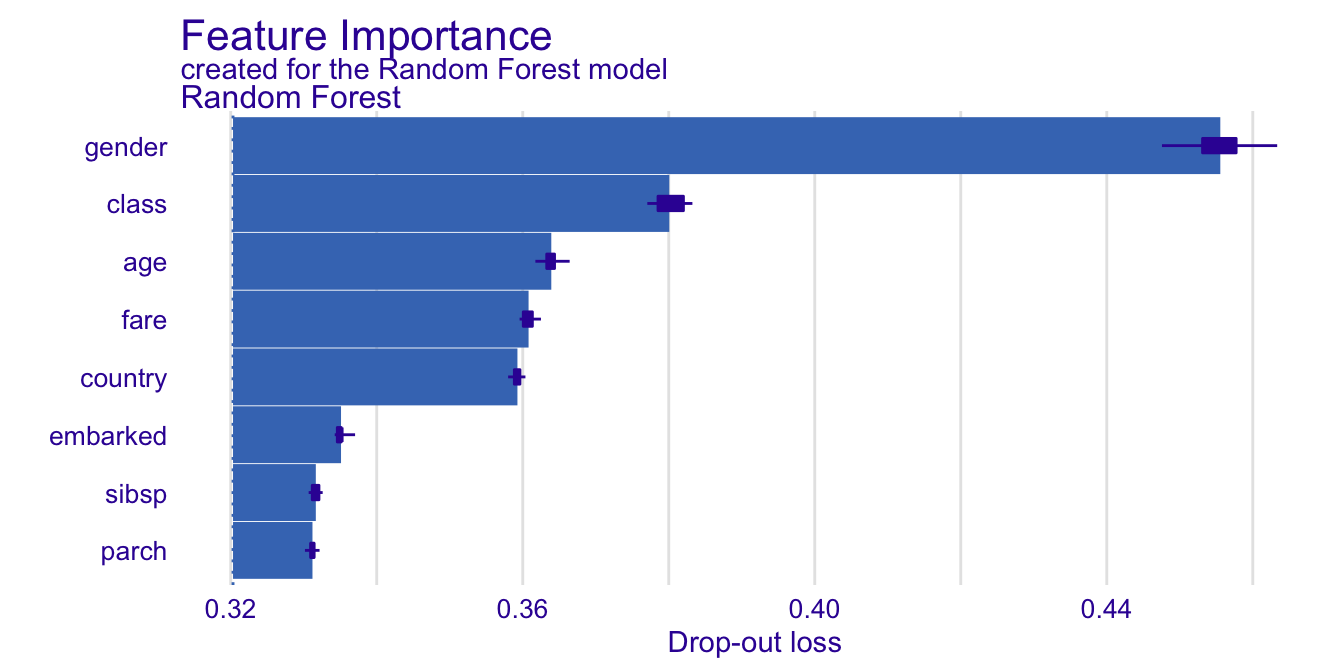 Feature Importance
created for the Random Forest model
Random Forest
gender
class
age
fare
country
embarked
sibsp
parch
0.32 0.36 0.40 0.44
Drop-out loss